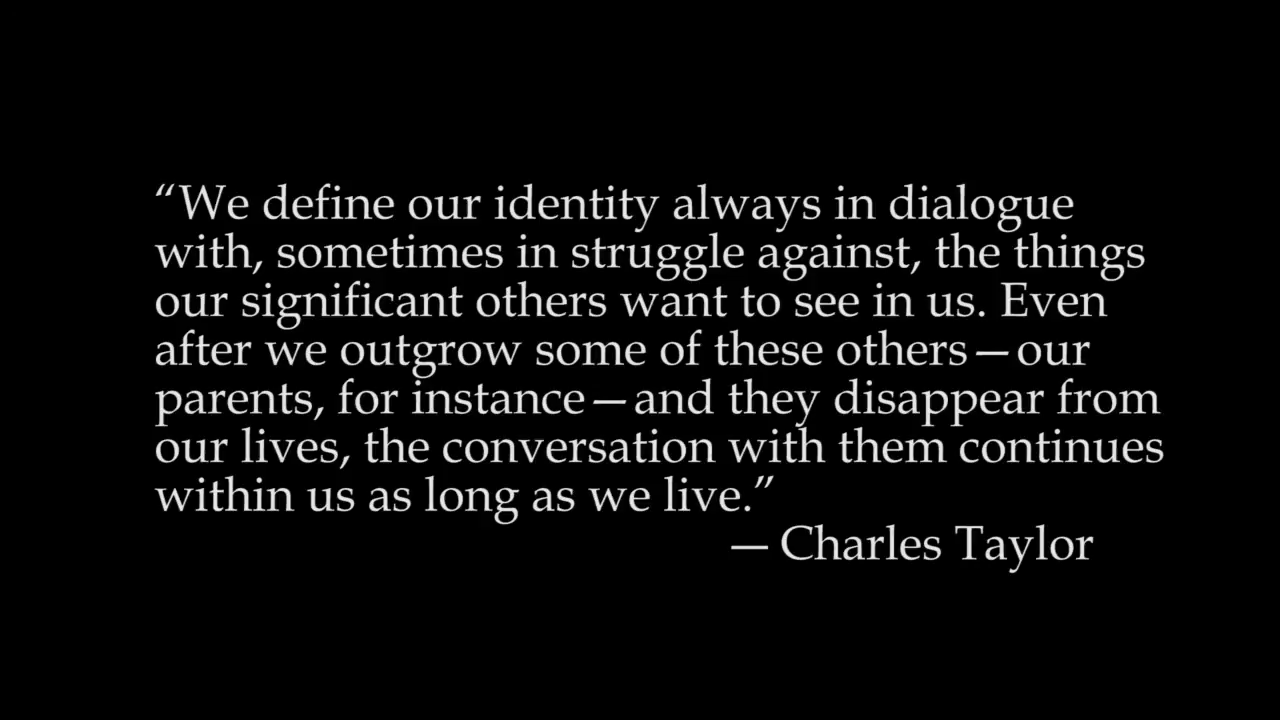 “We define our identity always in dialogue
with, sometimes in struggle against, the things
our significant others want to see in us. Even
after we outgrow some of these others—our
parents, for instance—and they disappear from
our lives, the conversation with them continues
within us as long as we live.”
— Charles Taylor